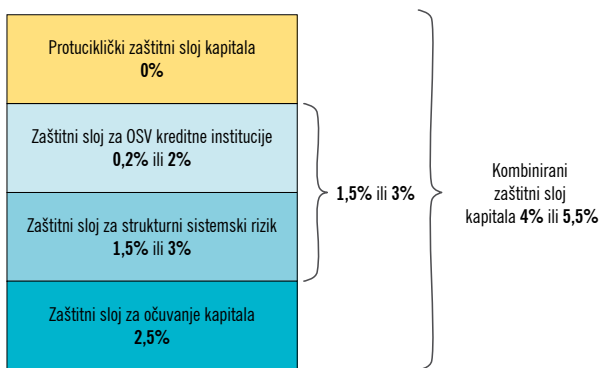 Protuciklički zaštitni sloj kapitala
0%
Zaštitni sloj za OSV kreditne institucije
0,2% ili 2%
Zaštitni sloj za strukturni sistemski rizik
1,5% ili 3%
Zaštitni sloj za očuvanje kapitala
2,5%
1,5% ili 3%
Kombinirani
zaštitni sloj
kapitala 4% ili 5,5%